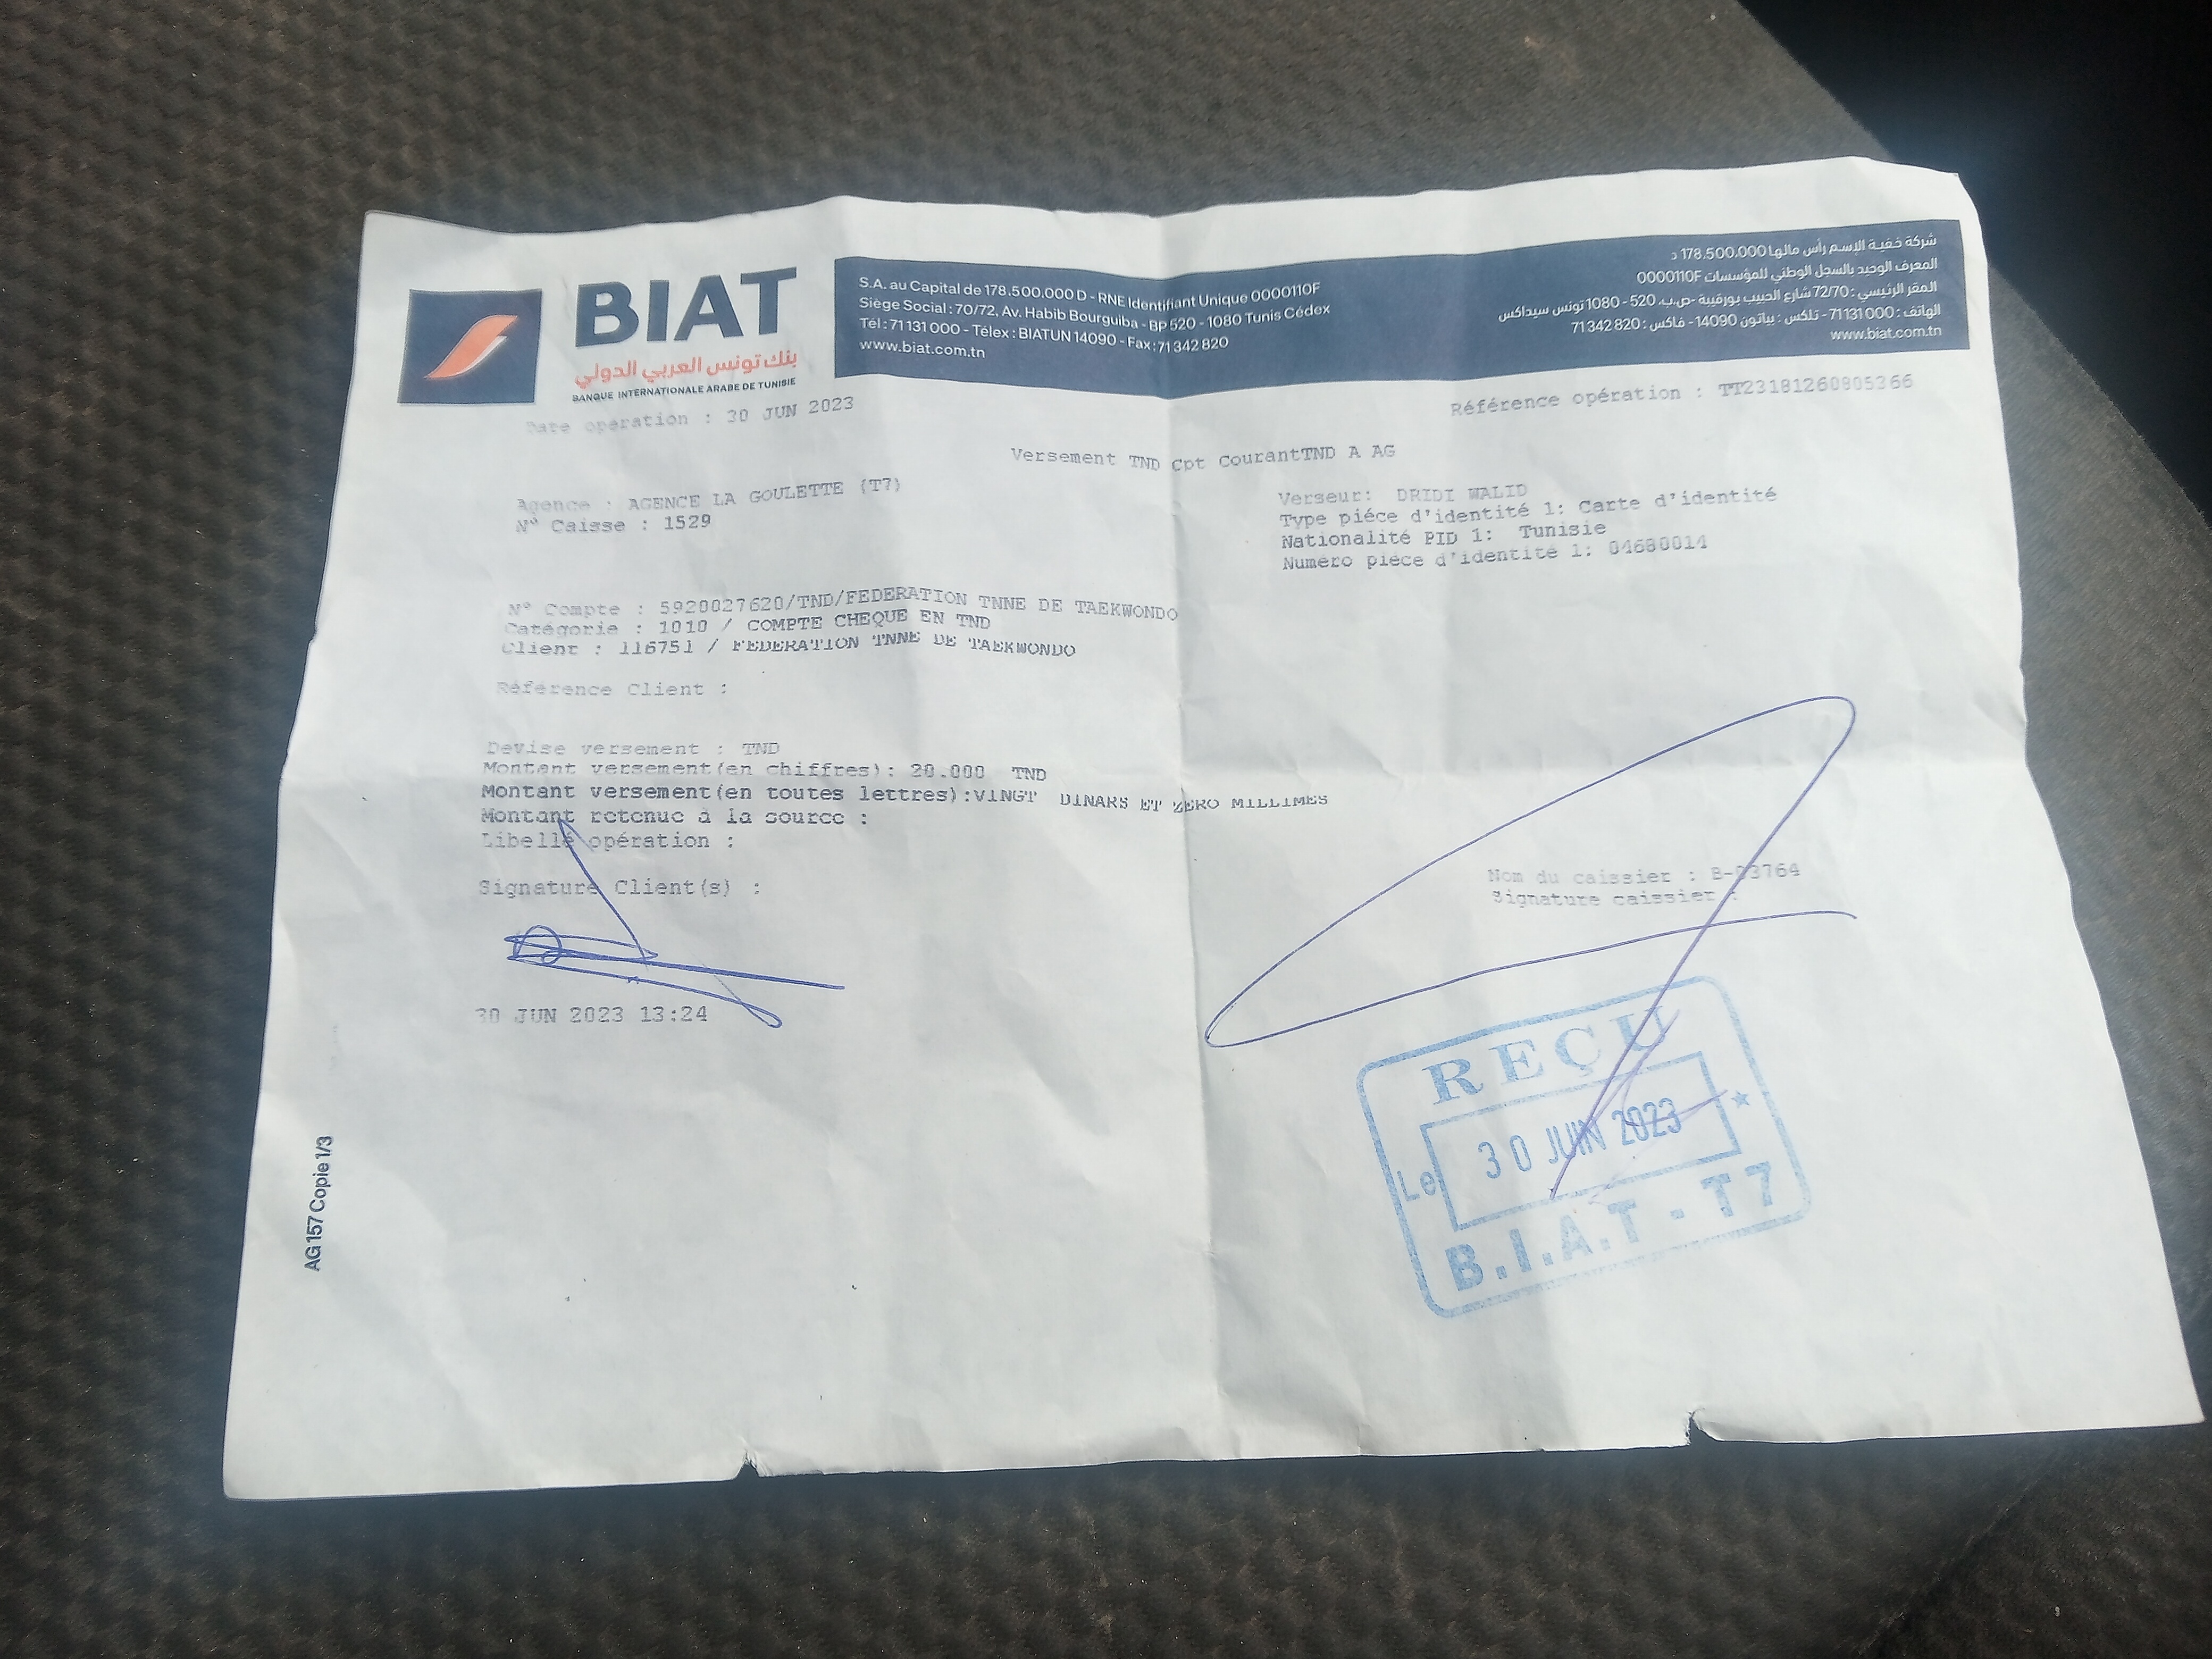 BIAT
بنك تونس العربي الدولي
BANQUE INTERNATIONALE ARABE DE TUNISIE
S.A. au Capital de 178.500.000 D - RNE Identifiant Unique 0000110F
Siège Social : 70/72, Av. Habib Bourguiba - BP 520 - 1080 Tunis Cédex
Tél : 71 131 000 - Télex : BIATUN 14090 - Fax : 71 342 820
www.biat.com.tn
شركة خفية الإسم رأس مالها 178.500.000 د
المعرف الوحيد بالسجل الوطني للمؤسسات 0000110F
المقر الرئيسي : 72/70 شارع الحبيب بورقيبة -ص.ب. 520 - 1080 تونس سيداكس
الهاتف : 71131000 - تلكس : بياتون 14090 - فاكس : 71 342 820
www.biat.com.tn
Date opération : 30 JUN 2023
Référence opération : TT23181260805366
Versement TND Cpt CourantTND A AG
Agence : AGENCE LA GOULETTE (T7)
N° Caisse : 1529
Verseur: DRIDI WALID
Type piéce d'identité 1: Carte d'identité
Nationalité PID 1: Tunisie
Numéro piéce d'identité 1: 04680014
N° Compte : 5920027620/TND/FEDERATION TNNE DE TAEKWONDO
Catégorie : 1010 / COMPTE CHEQUE EN TND
Client : 116751 / FEDERATION TNNE DE TAEKWONDO
Référence Client :
Devise versement : TND
Montant versement(en chiffres): 20.000 TND
Montant versement(en toutes lettres):VINGT DINARS ET ZERO MILLIMES
Montant retenue à la source :
Libellé opération :
Signature Client(s) :
Nom du caissier : B-03764
Signature caissier :
30 JUN 2023 13:24
REÇU
Le 30 JUIN 2023
B.I.A.T - T7
AG 157 Copie 1/3